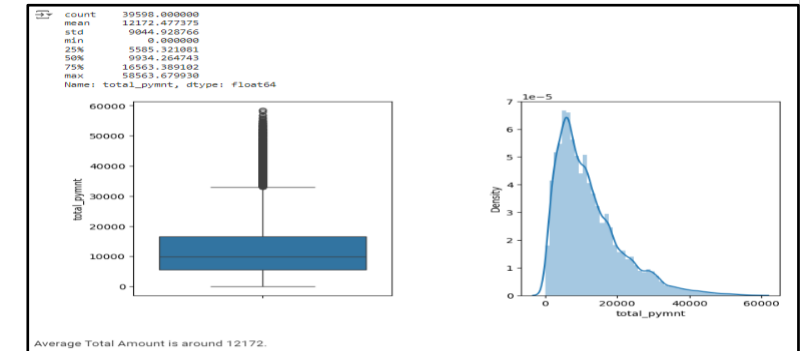 count 39598.000000
mean 12172.477375
std 9044.928766
min 0.000000
25% 5585.321081
50% 9934.264743
75% 16563.389102
max 58563.679930
Name: total_pymnt, dtype: float64
60000
50000
40000
30000
20000
10000
0
total_pymnt
1e−5
7
6
5
4
3
2
1
0
Density
0 20000 40000 60000
total_pymnt
Average Total Amount is around 12172.